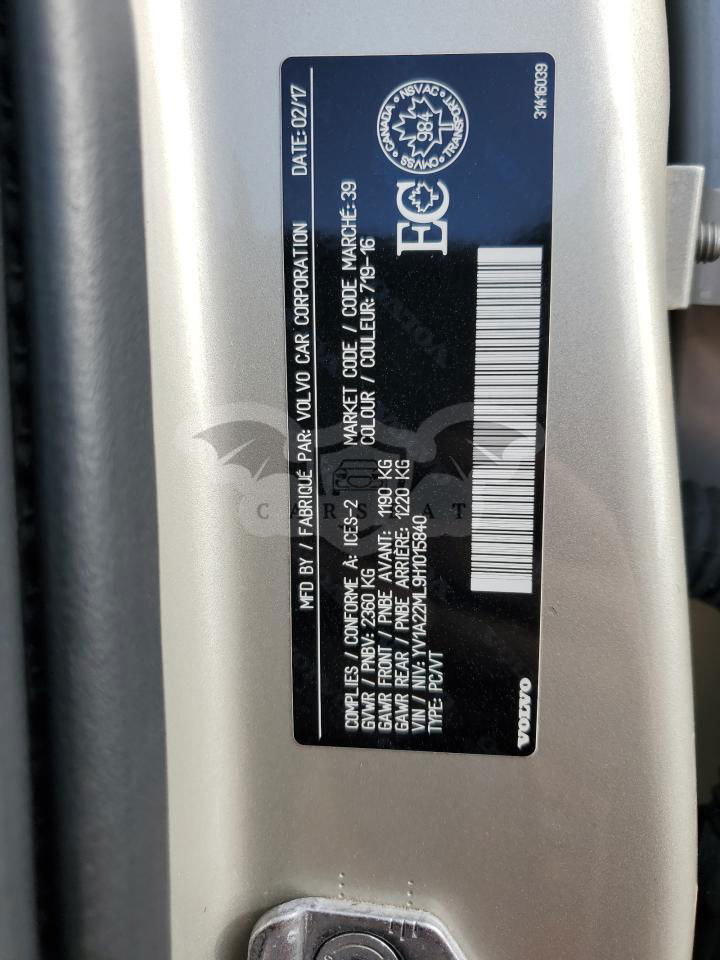 MFD BY / FABRIQUÉ PAR: VOLVO CAR CORPORATION DATE: 02/17
COMPLIES / CONFORME A: ICES-2
GVWR / PNBV: 2360 KG MARKET CODE / CODE MARCHÉ: 39
GAWR FRONT / PNBE AVANT: 1190 KG COLOUR / COULEUR: 719-16
GAWR REAR / PNBE ARRIÈRE: 1220 KG
VIN / NIV: YV1A22ML9H1015840
TYPE: PC/VT
EC
CANADA · NSVAC · TRANSPORT · CMVSS
984
31416039
VOLVO